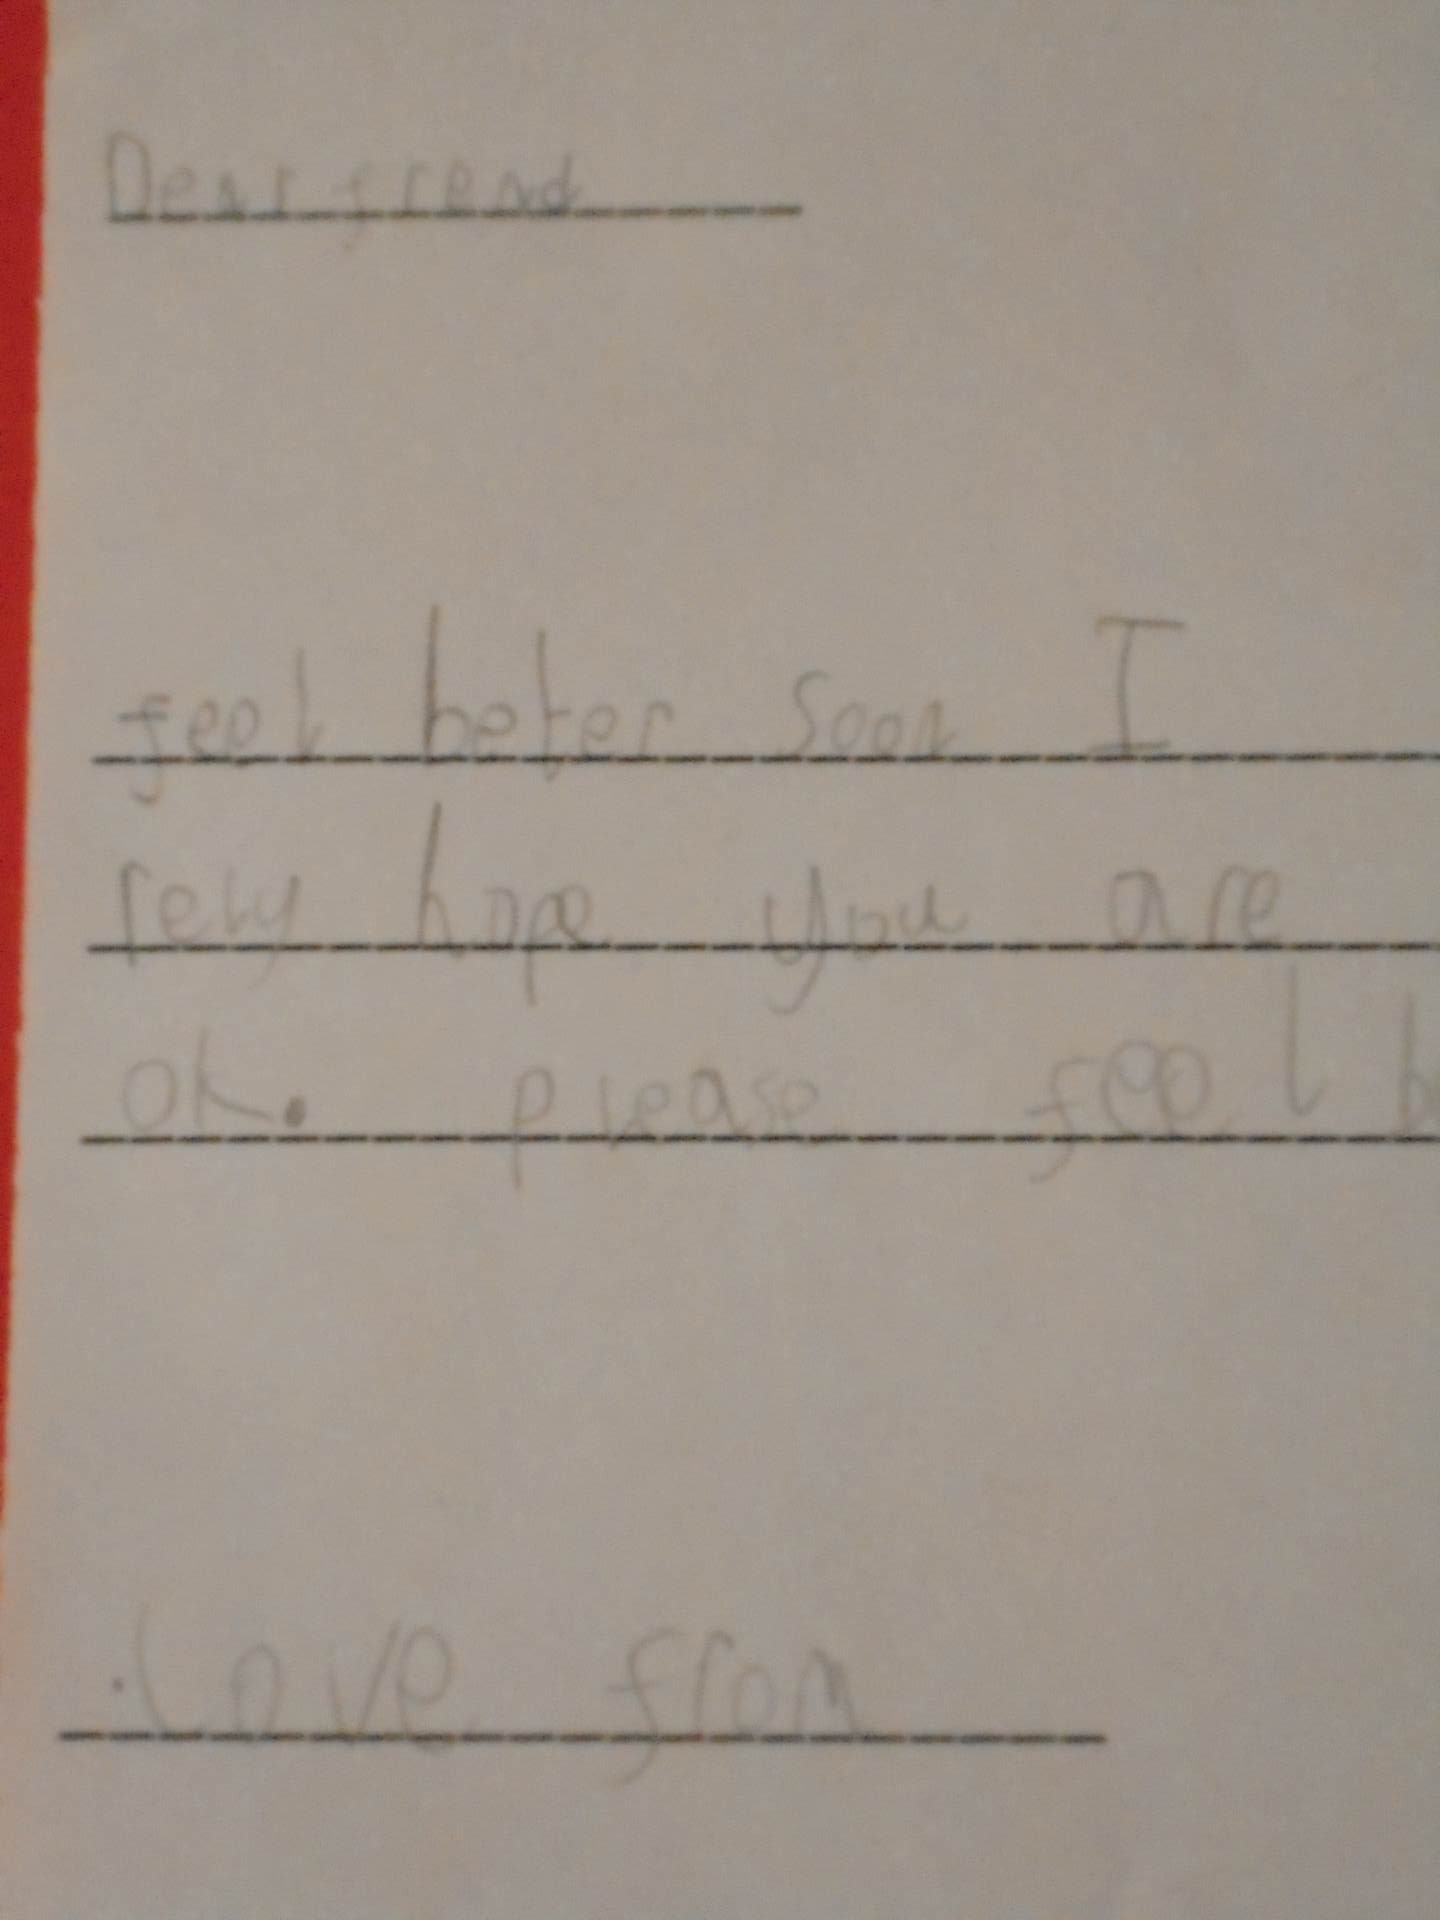 Dear frend
feel beter soon I
rely hope you are
ok. please feel b
Love from